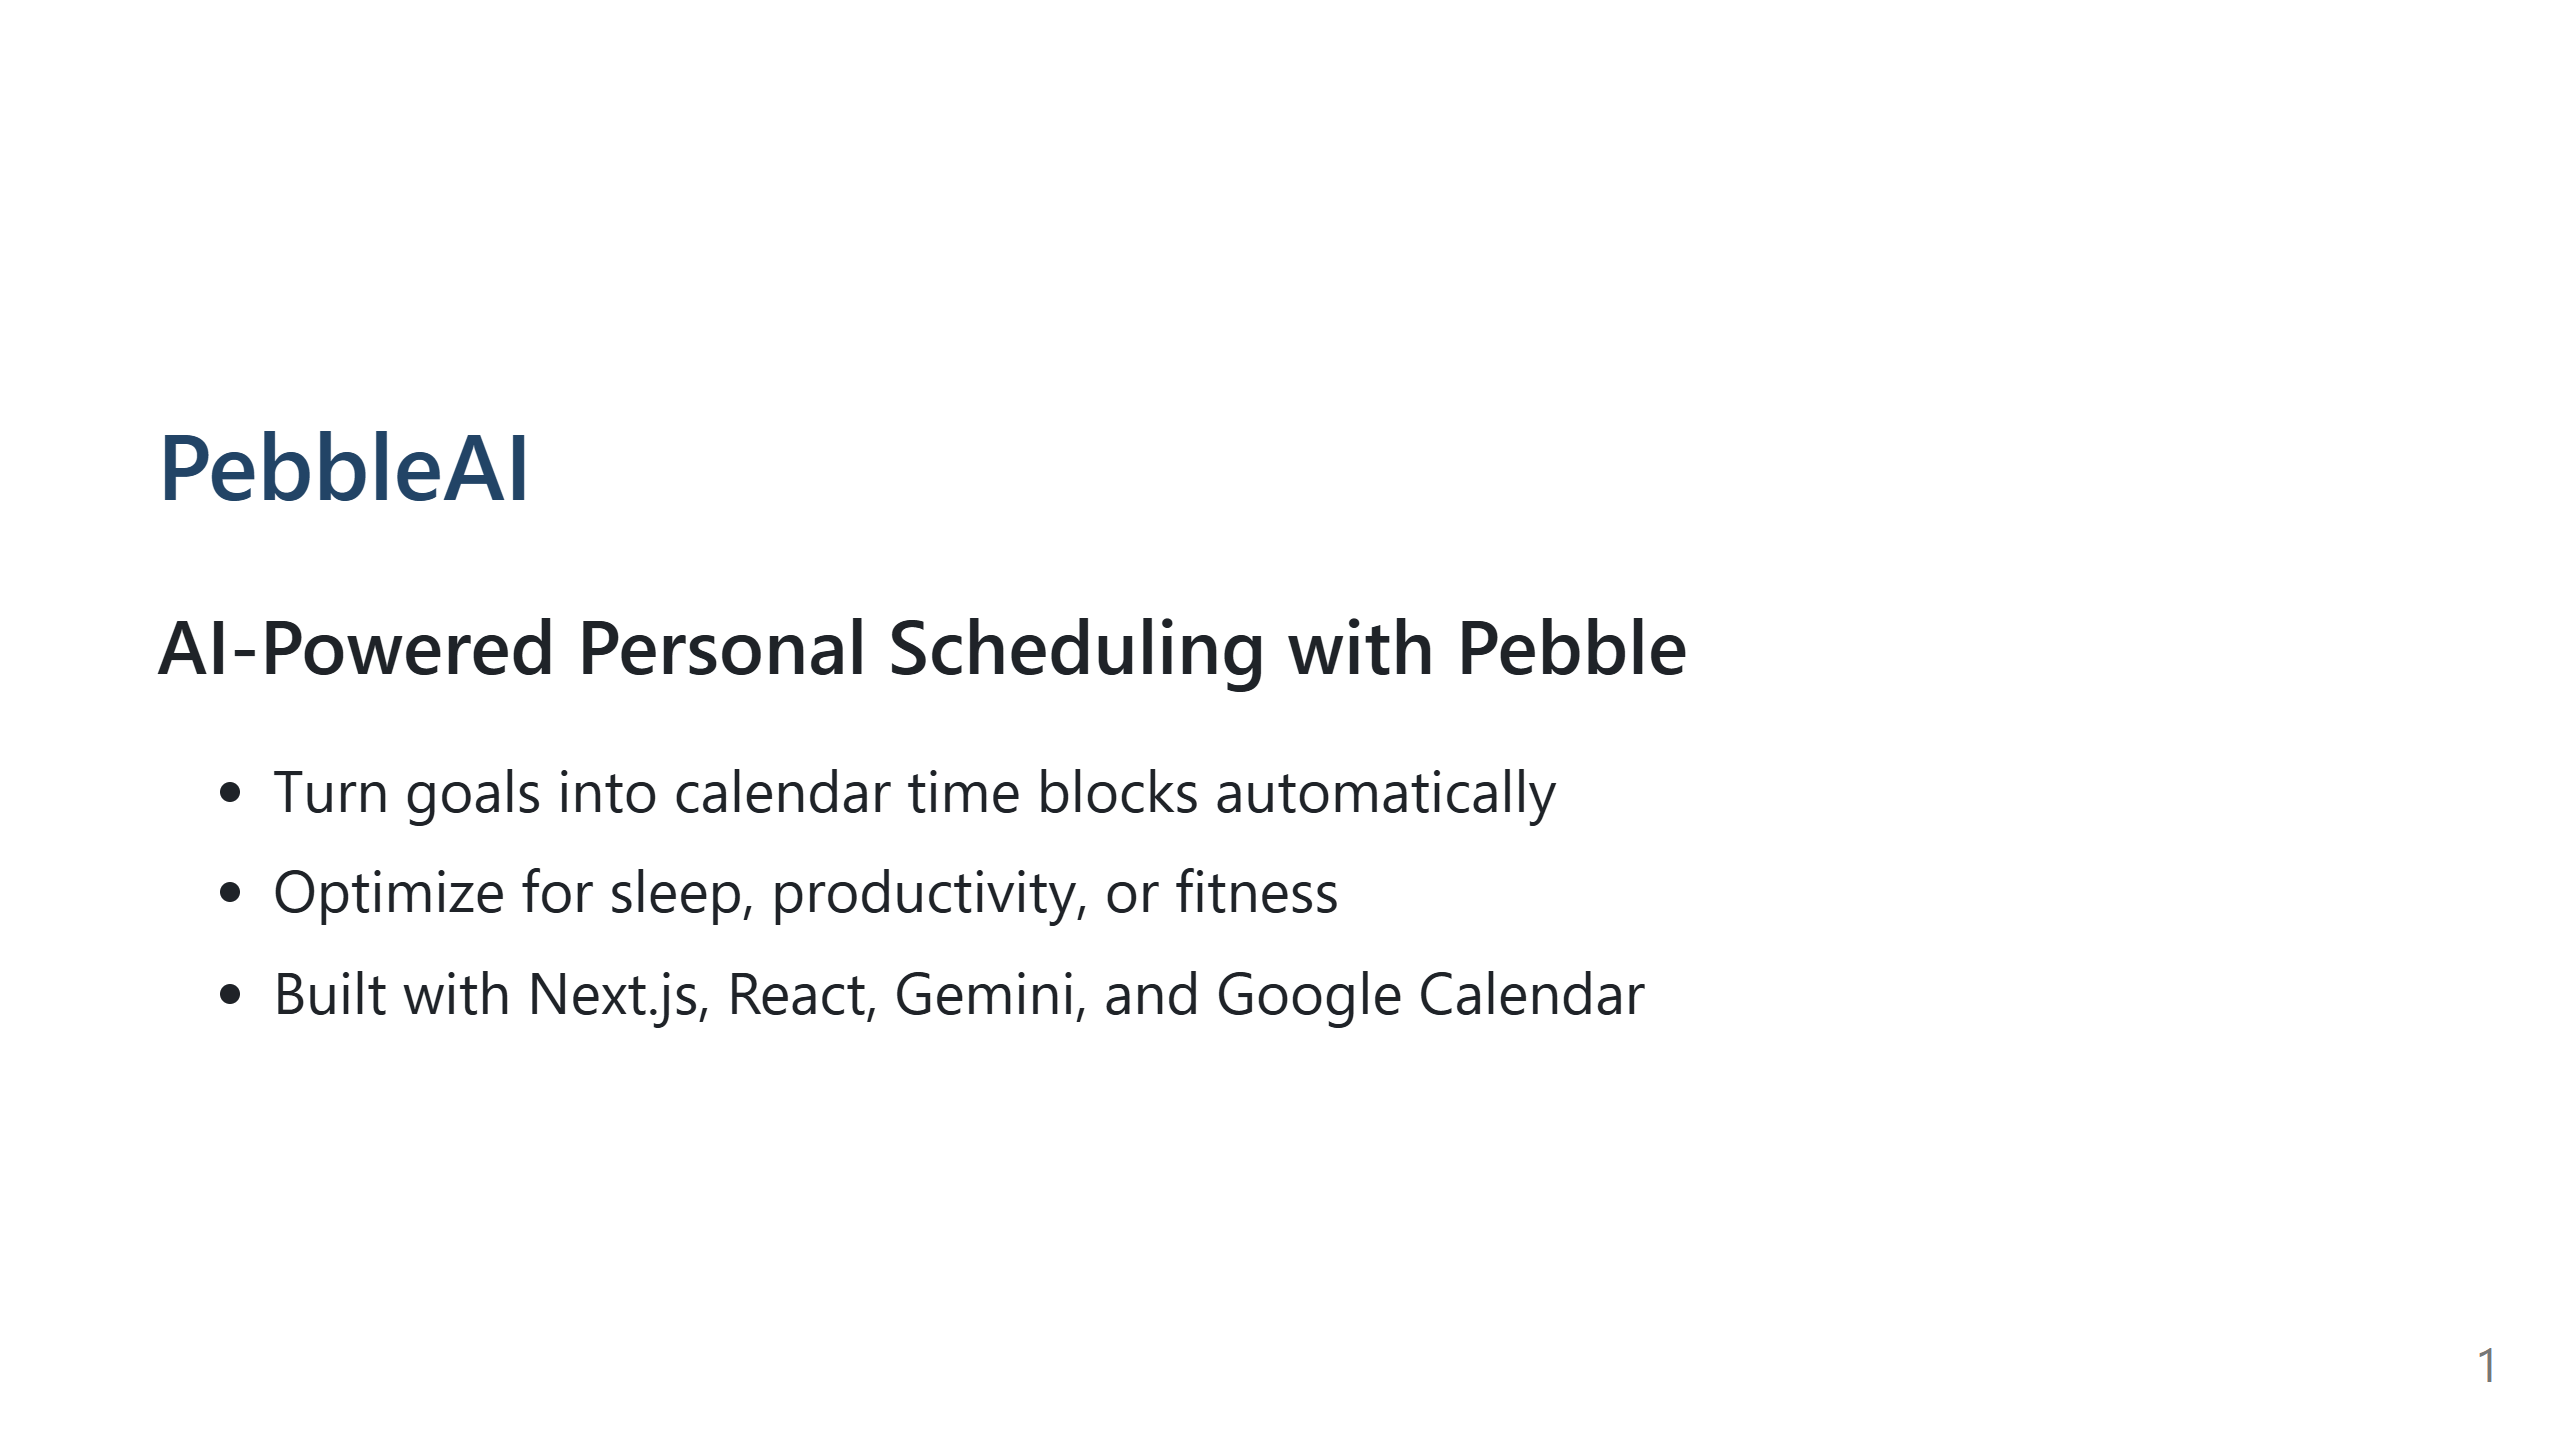 PebbleAI
AI-Powered Personal Scheduling with Pebble
• Turn goals into calendar time blocks automatically
• Optimize for sleep, productivity, or fitness
• Built with Next.js, React, Gemini, and Google Calendar
1